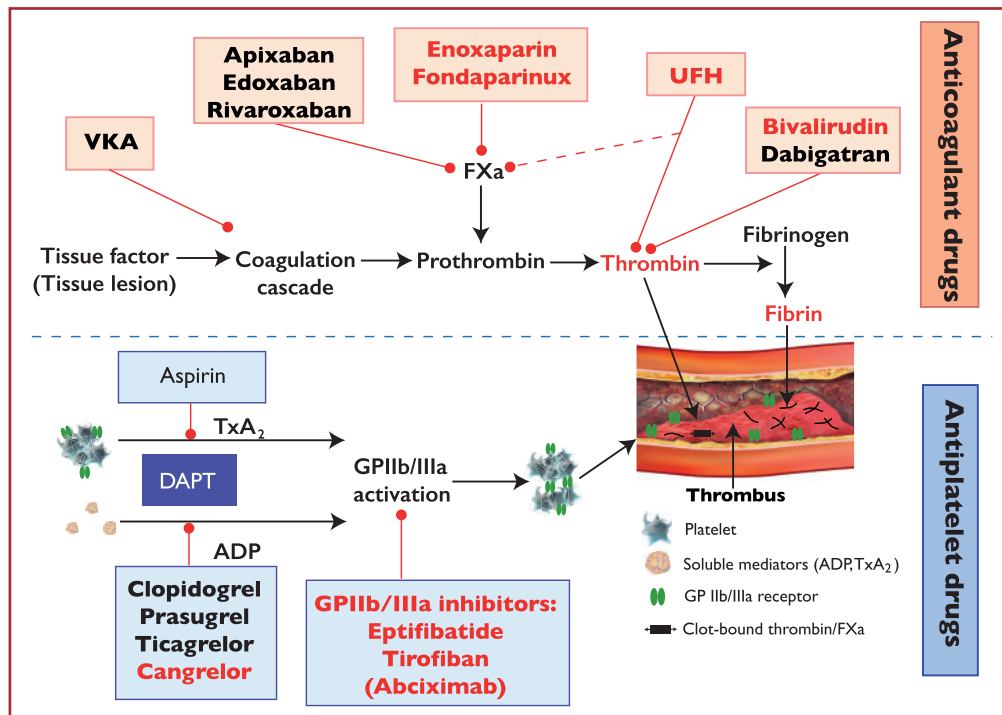 Apixaban
Edoxaban
Rivaroxaban
Enoxaparin
Fondaparinux
UFH
VKA
Bivalirudin
Dabigatran
FXa
Tissue factor
(Tissue lesion)
Coagulation
cascade
Prothrombin
Thrombin
Fibrinogen
Fibrin
Anticoagulant drugs
Aspirin
TxA₂
DAPT
GPIIb/IIIa
activation
ADP
Clopidogrel
Prasugrel
Ticagrelor
Cangrelor
GPIIb/IIIa inhibitors:
Eptifibatide
Tirofiban
(Abciximab)
Thrombus
Platelet
Soluble mediators (ADP,TxA₂)
GP IIb/IIIa receptor
Clot-bound thrombin/FXa
Antiplatelet drugs